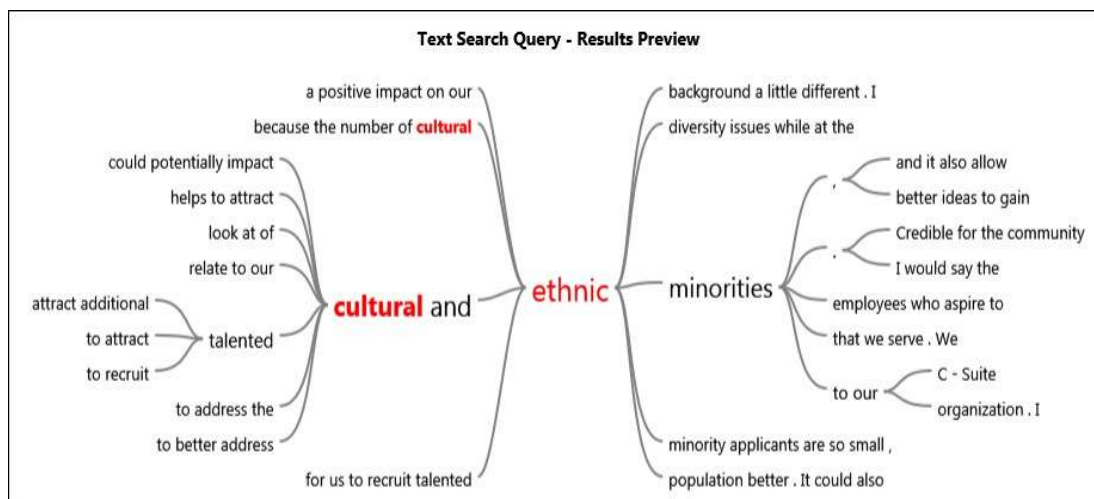 Text Search Query - Results Preview
a positive impact on our
because the number of cultural
could potentially impact
helps to attract
look at of
relate to our
attract additional
to attract
to recruit
talented
to address the
to better address
cultural and
for us to recruit talented
ethnic
background a little different . I
diversity issues while at the
minorities
,
and it also allow
better ideas to gain
.
Credible for the community
I would say the
employees who aspire to
that we serve . We
to our
C - Suite
organization . I
minority applicants are so small ,
population better . It could also